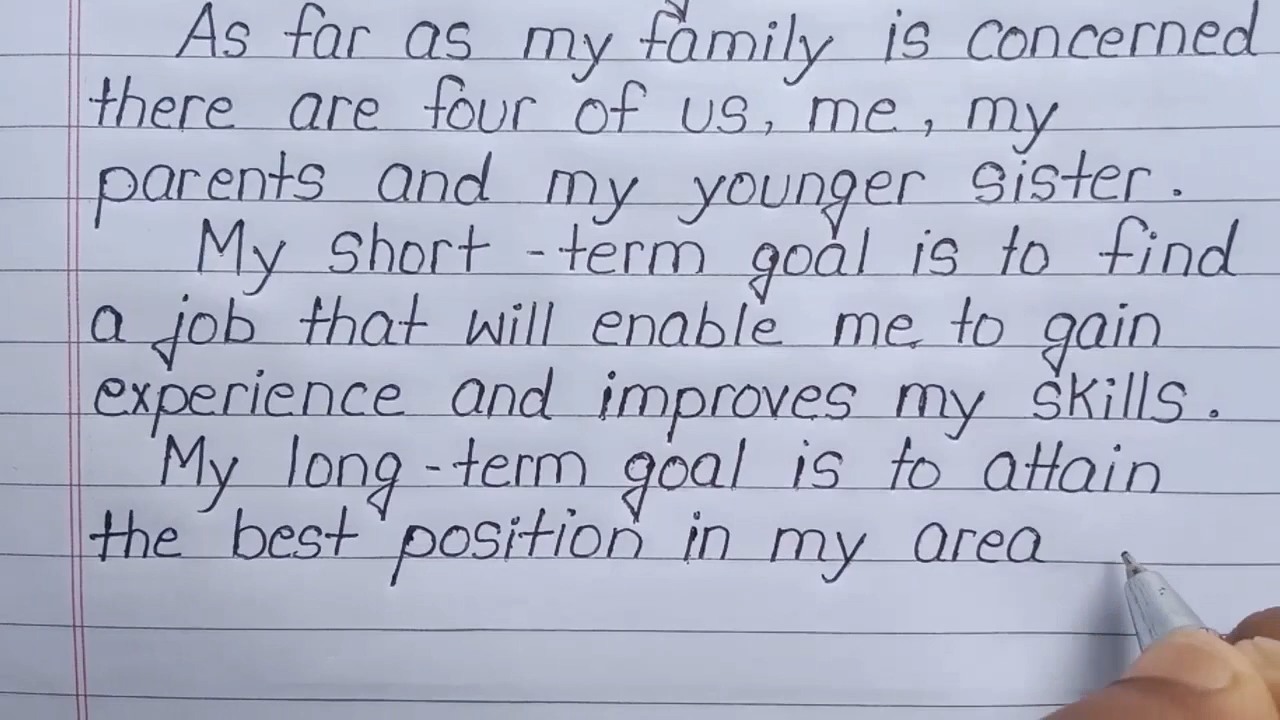 As far as my family is concerned
there are four of us, me, my
parents and my younger sister.
My short-term goal is to find
a job that will enable me to gain
experience and improves my skills.
My long-term goal is to attain
the best position in my area